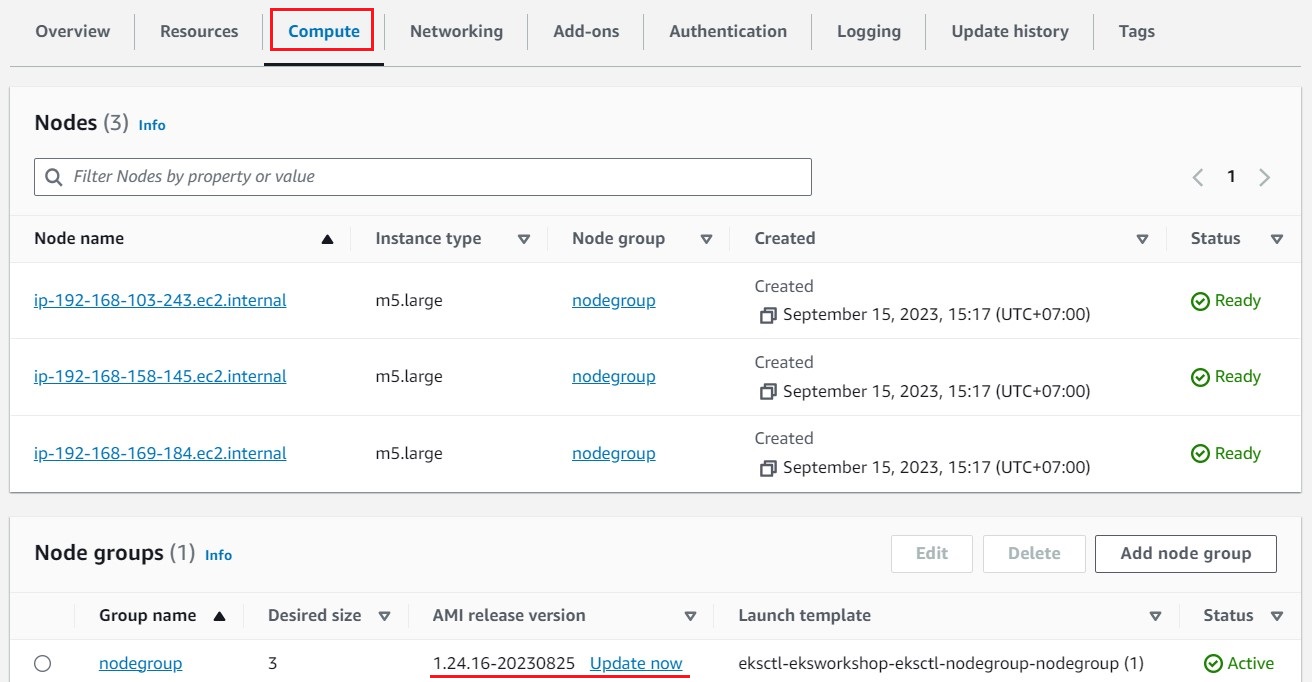 Overview Resources Compute Networking Add-ons Authentication Logging Update history Tags
Nodes (3) Info
Filter Nodes by property or value
1
Node name Instance type Node group Created Status
ip-192-168-103-243.ec2.internal m5.large nodegroup Created Ready
September 15, 2023, 15:17 (UTC+07:00)
ip-192-168-158-145.ec2.internal m5.large nodegroup Created Ready
September 15, 2023, 15:17 (UTC+07:00)
ip-192-168-169-184.ec2.internal m5.large nodegroup Created Ready
September 15, 2023, 15:17 (UTC+07:00)
Node groups (1) Info Edit Delete Add node group
Group name Desired size AMI release version Launch template Status
nodegroup 3 1.24.16-20230825 Update now eksctl-eksworkshop-eksctl-nodegroup-nodegroup (1) Active